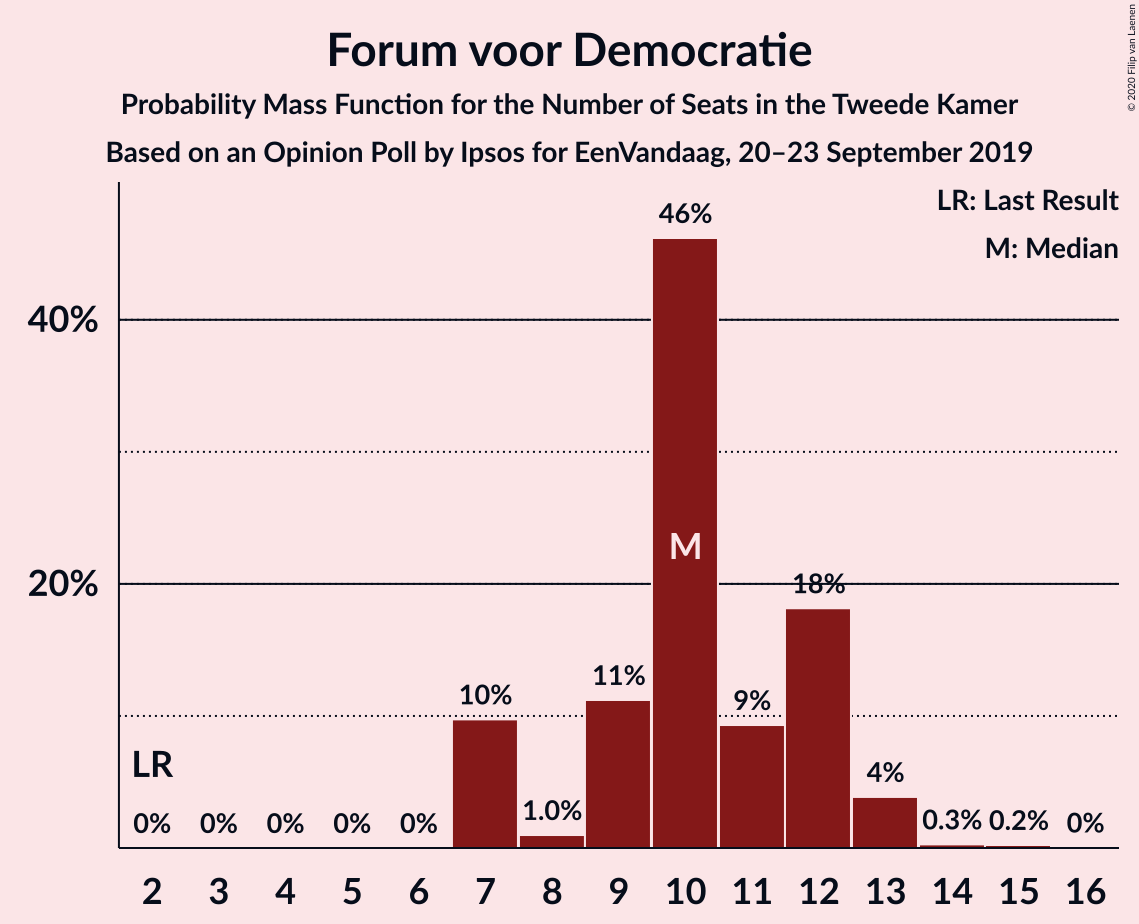 Forum voor Democratie
Probability Mass Function for the Number of Seats in the Tweede Kamer
Based on an Opinion Poll by Ipsos for EenVandaag, 20–23 September 2019
© 2020 Filip van Laenen
LR: Last Result
M: Median
46%
40%
M
20%
18%
11%
10%
9%
LR
4%
0% 0% 0% 0% 0% 1.0% 0.3% 0.2% 0%
2 3 4 5 6 7 8 9 10 11 12 13 14 15 16